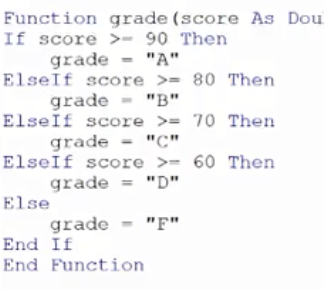 Function grade(score As Dou
If score >= 90 Then
    grade = "A"
ElseIf score >= 80 Then
    grade = "B"
ElseIf score >= 70 Then
    grade = "C"
ElseIf score >= 60 Then
    grade = "D"
Else
    grade = "F"
End If
End Function